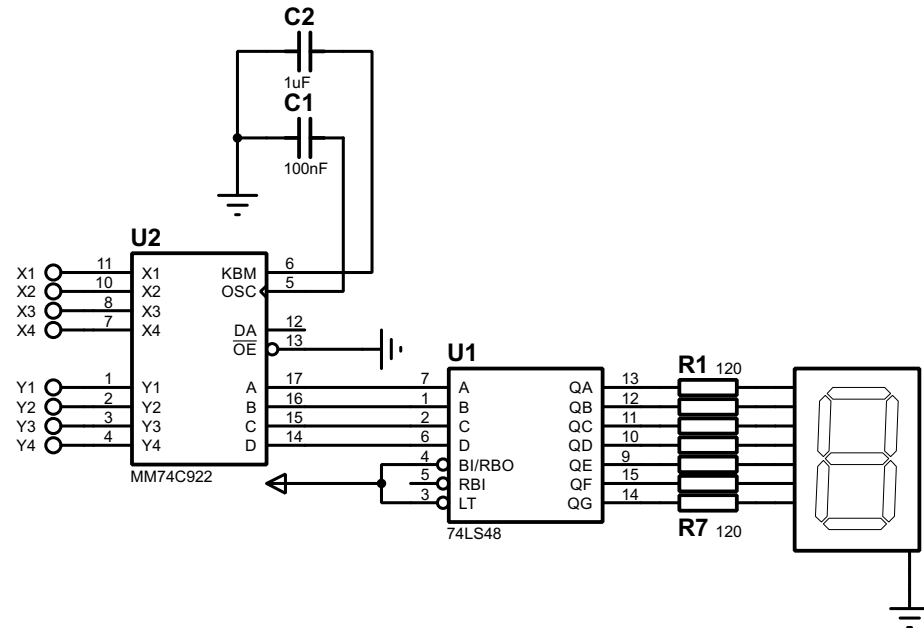 C2
1uF
C1
100nF
U2
X1 11 X1 KBM 6
X2 10 X2 OSC 5
X3 8 X3
X4 7 X4 DA 12
OE 13
U1
R1 120
Y1 1 Y1 A 17 7 A QA 13
Y2 2 Y2 B 16 1 B QB 12
Y3 3 Y3 C 15 2 C QC 11
Y4 4 Y4 D 14 6 D QD 10
4 BI/RBO QE 9
MM74C922
5 RBI QF 15
3 LT QG 14
74LS48
R7 120